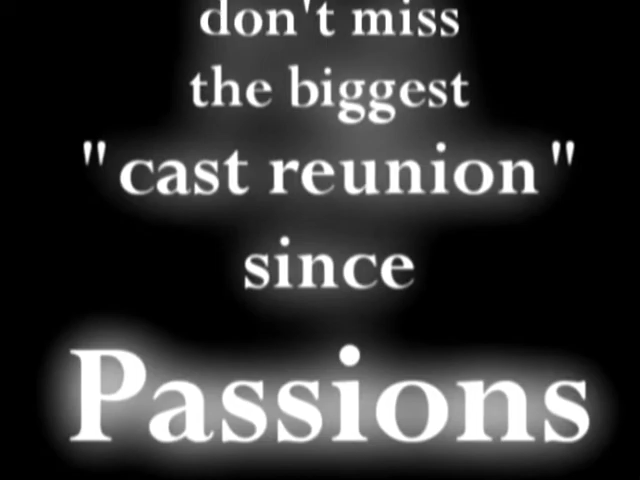 don't miss
the biggest
"cast reunion"
since
Passions